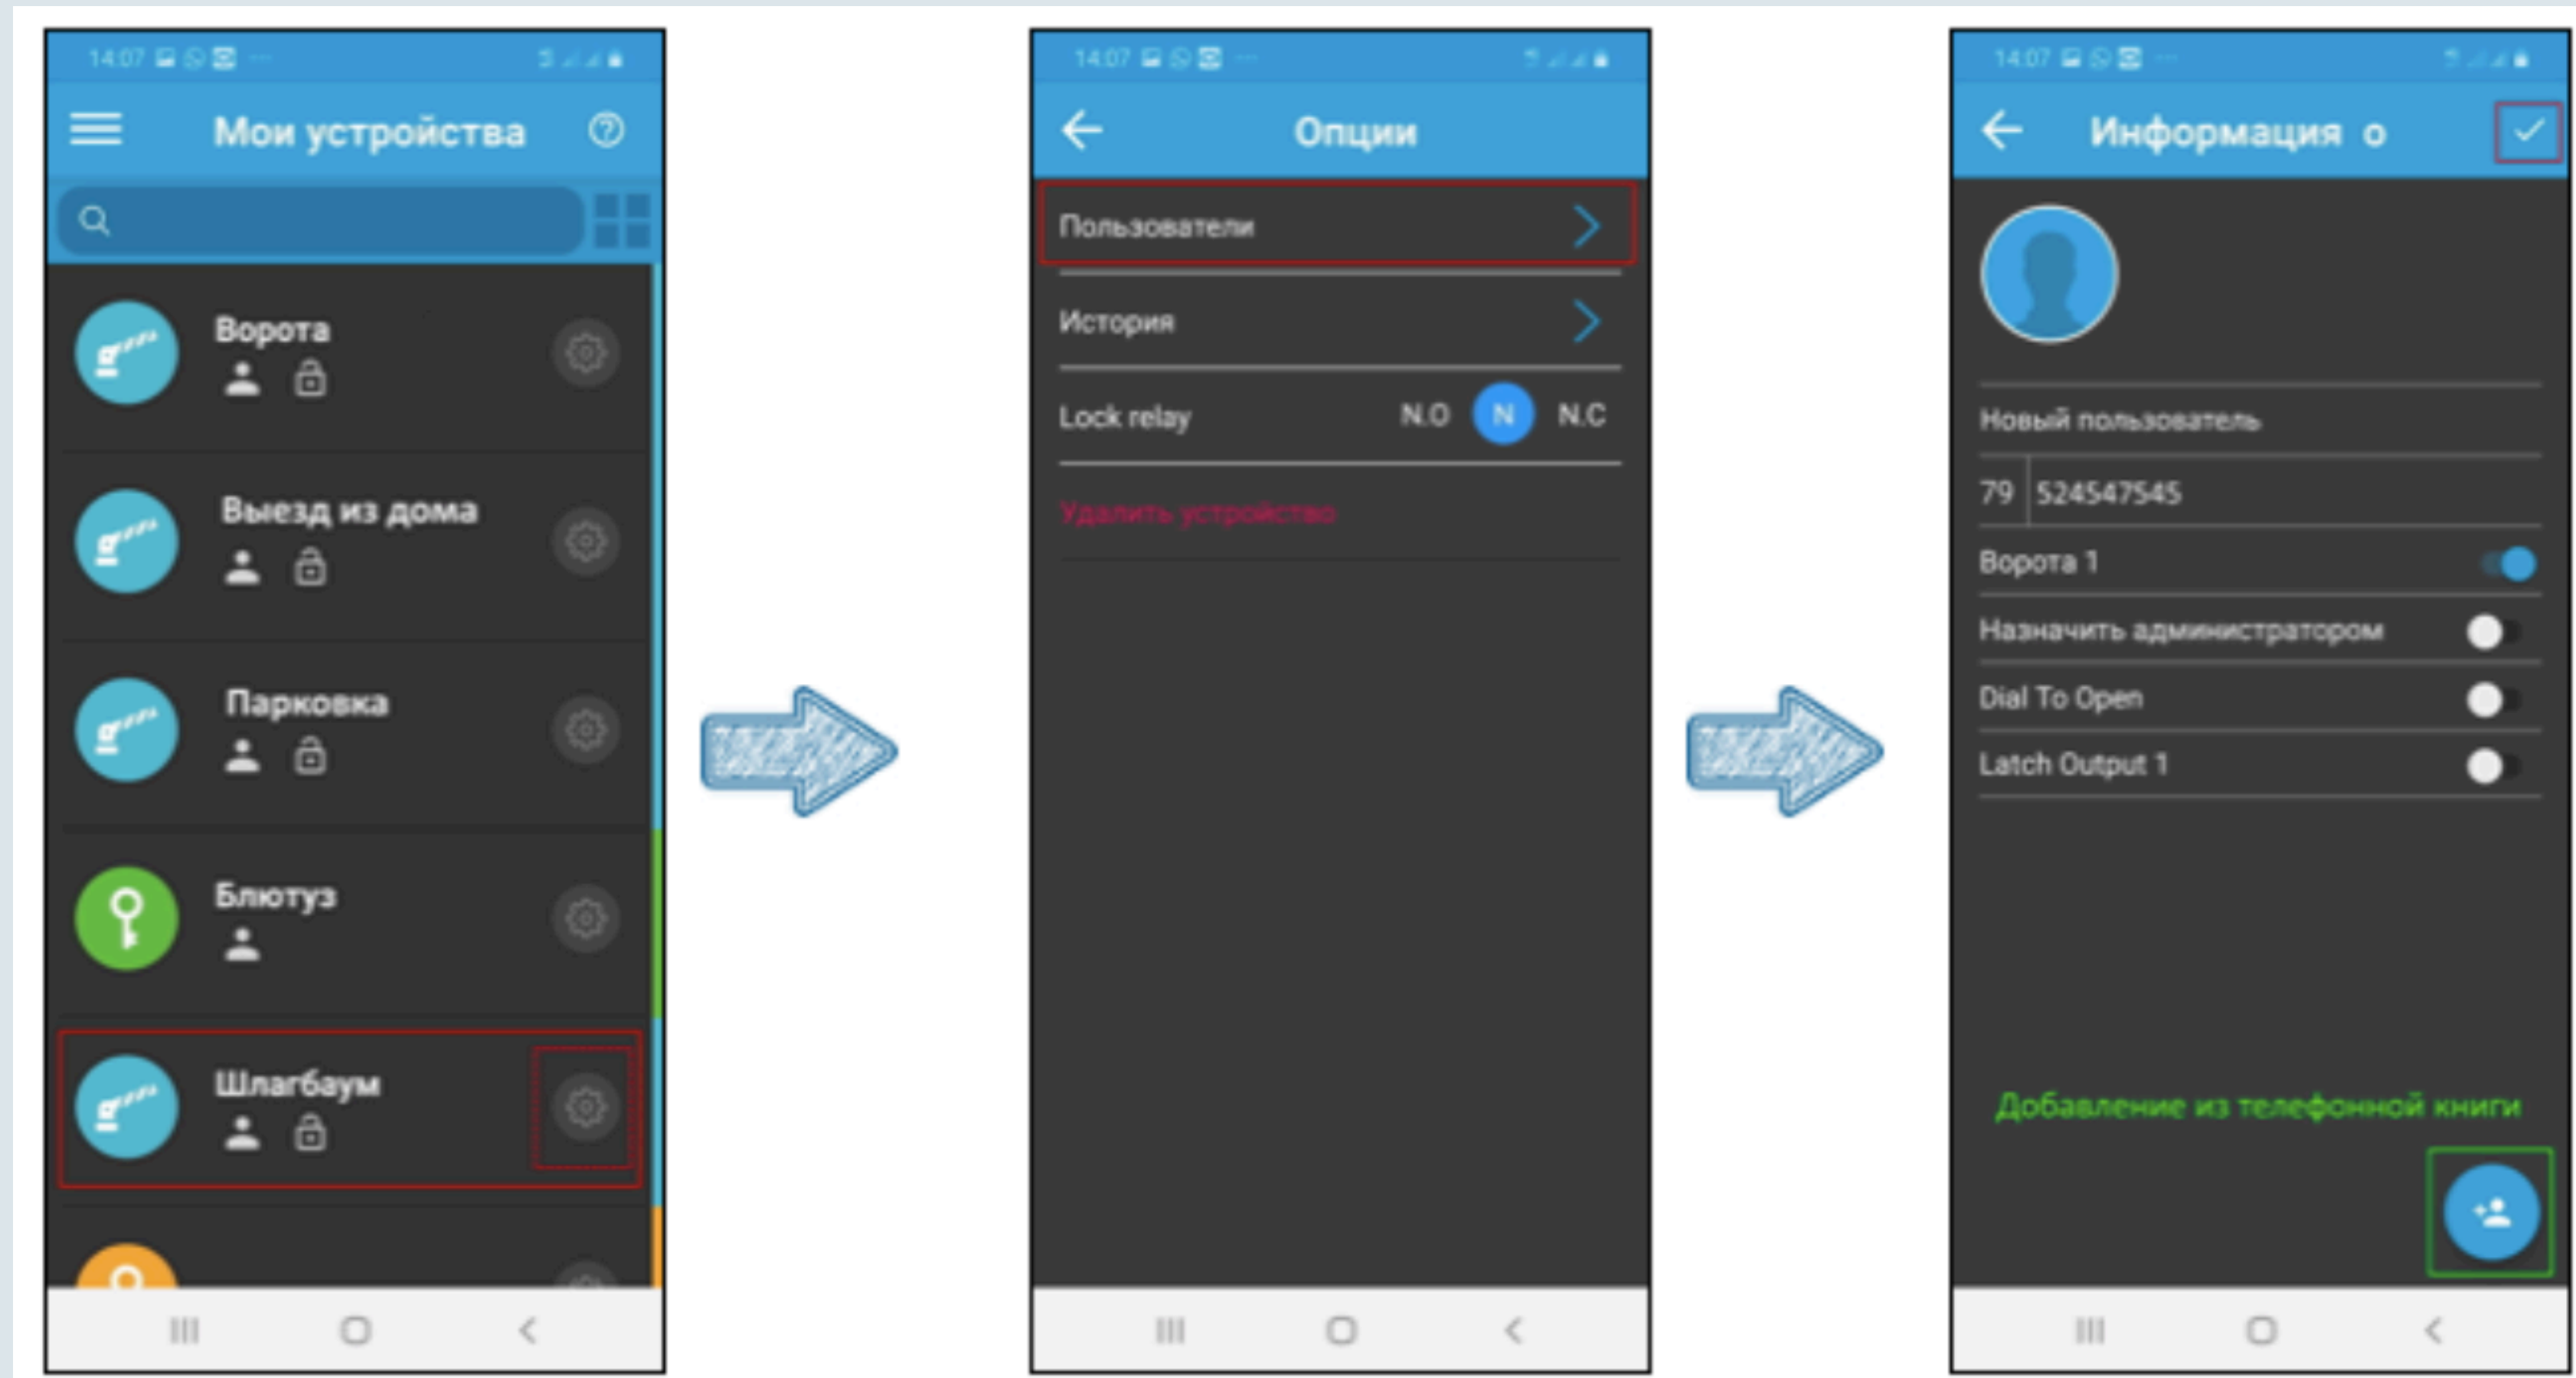 14:07
Мои устройства
Ворота
Выезд из дома
Парковка
Блютуз
Шлагбаум
14:07
Опции
Пользователи
История
Lock relay N.O N N.C
Удалить устройство
14:07
Информация о
Новый пользователь
79 524547545
Ворота 1
Назначить администратором
Dial To Open
Latch Output 1
Добавление из телефонной книги